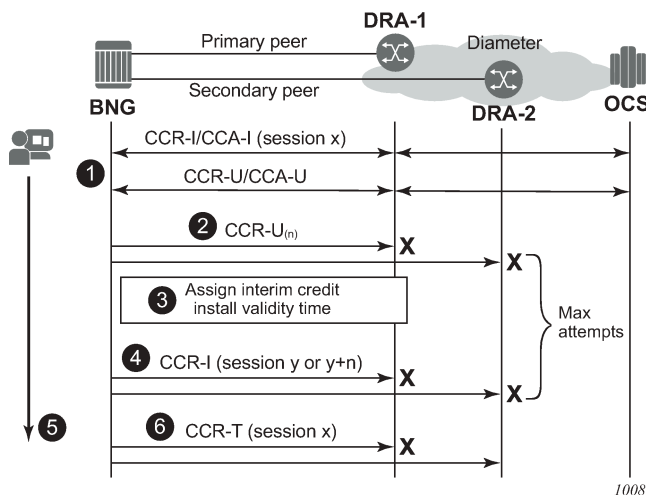 DRA-1
Primary peer
Diameter
Secondary peer
BNG
DRA-2
OCS
CCR-I/CCA-I (session x)
1
CCR-U/CCA-U
2 CCR-U(n)
X
X
3 Assign interim credit
install validity time
Max
attempts
4 CCR-I (session y or y+n)
X
X
5
6 CCR-T (session x)
X
1008